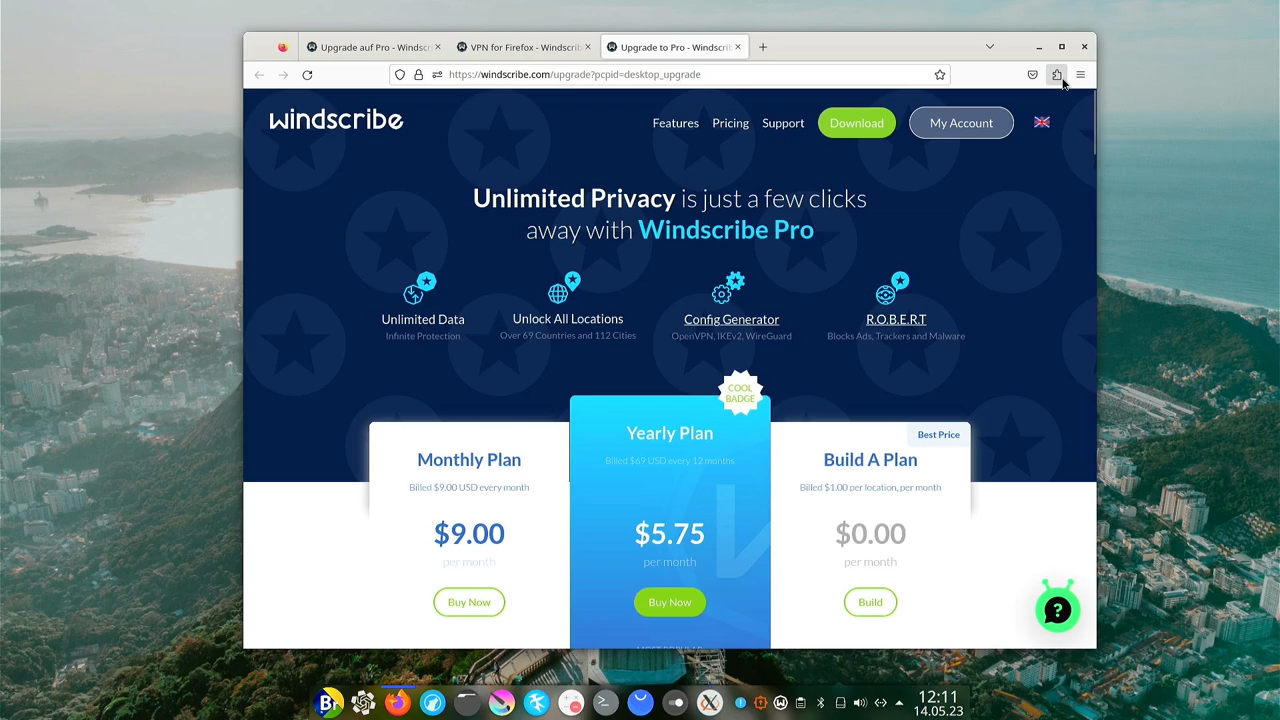 Upgrade auf Pro - Windscri
VPN for Firefox - Windscrib
Upgrade to Pro - Windscrib
https://windscribe.com/upgrade?pcpid=desktop_upgrade
windscribe
Features
Pricing
Support
Download
My Account
Unlimited Privacy is just a few clicks
away with Windscribe Pro
Unlimited Data
Infinite Protection
Unlock All Locations
Over 69 Countries and 112 Cities
Config Generator
OpenVPN, IKEv2, WireGuard
R.O.B.E.R.T
Blocks Ads, Trackers and Malware
COOL
BADGE
Monthly Plan
Billed $9.00 USD every month
$9.00
per month
Buy Now
Yearly Plan
Billed $69 USD every 12 months
$5.75
per month
Buy Now
Best Price
Build A Plan
Billed $1.00 per location, per month
$0.00
per month
Build
12:11
14.05.23